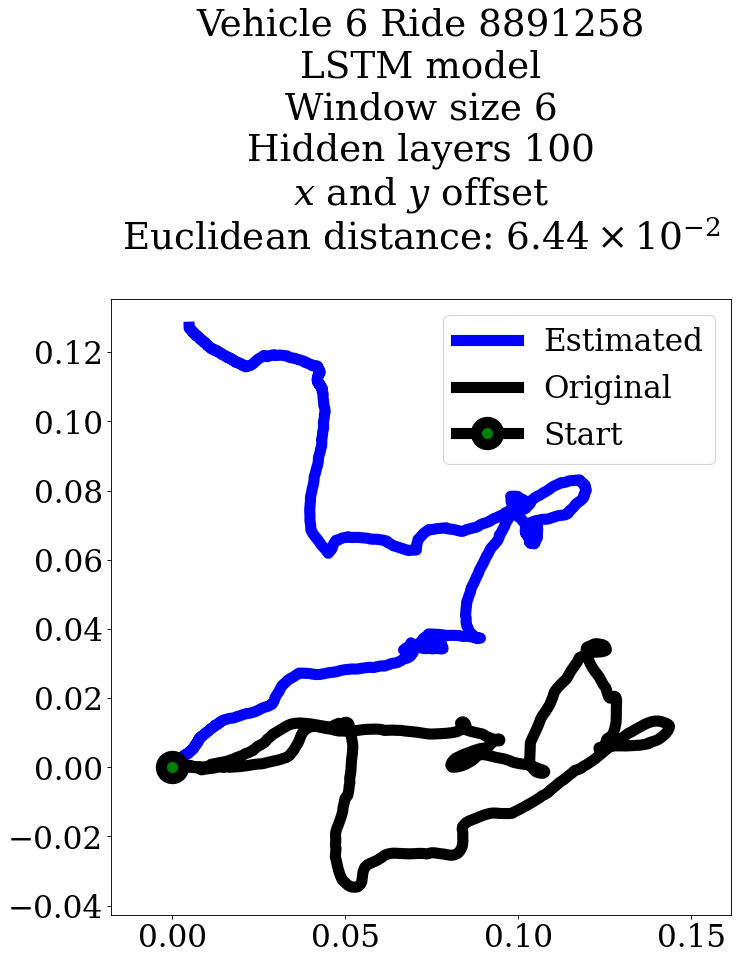 Vehicle 6 Ride 8891258
LSTM model
Window size 6
Hidden layers 100
x and y offset
Euclidean distance: 6.44 × 10⁻²
Estimated
Original
Start
0.12
0.10
0.08
0.06
0.04
0.02
0.00
−0.02
−0.04
0.00 0.05 0.10 0.15